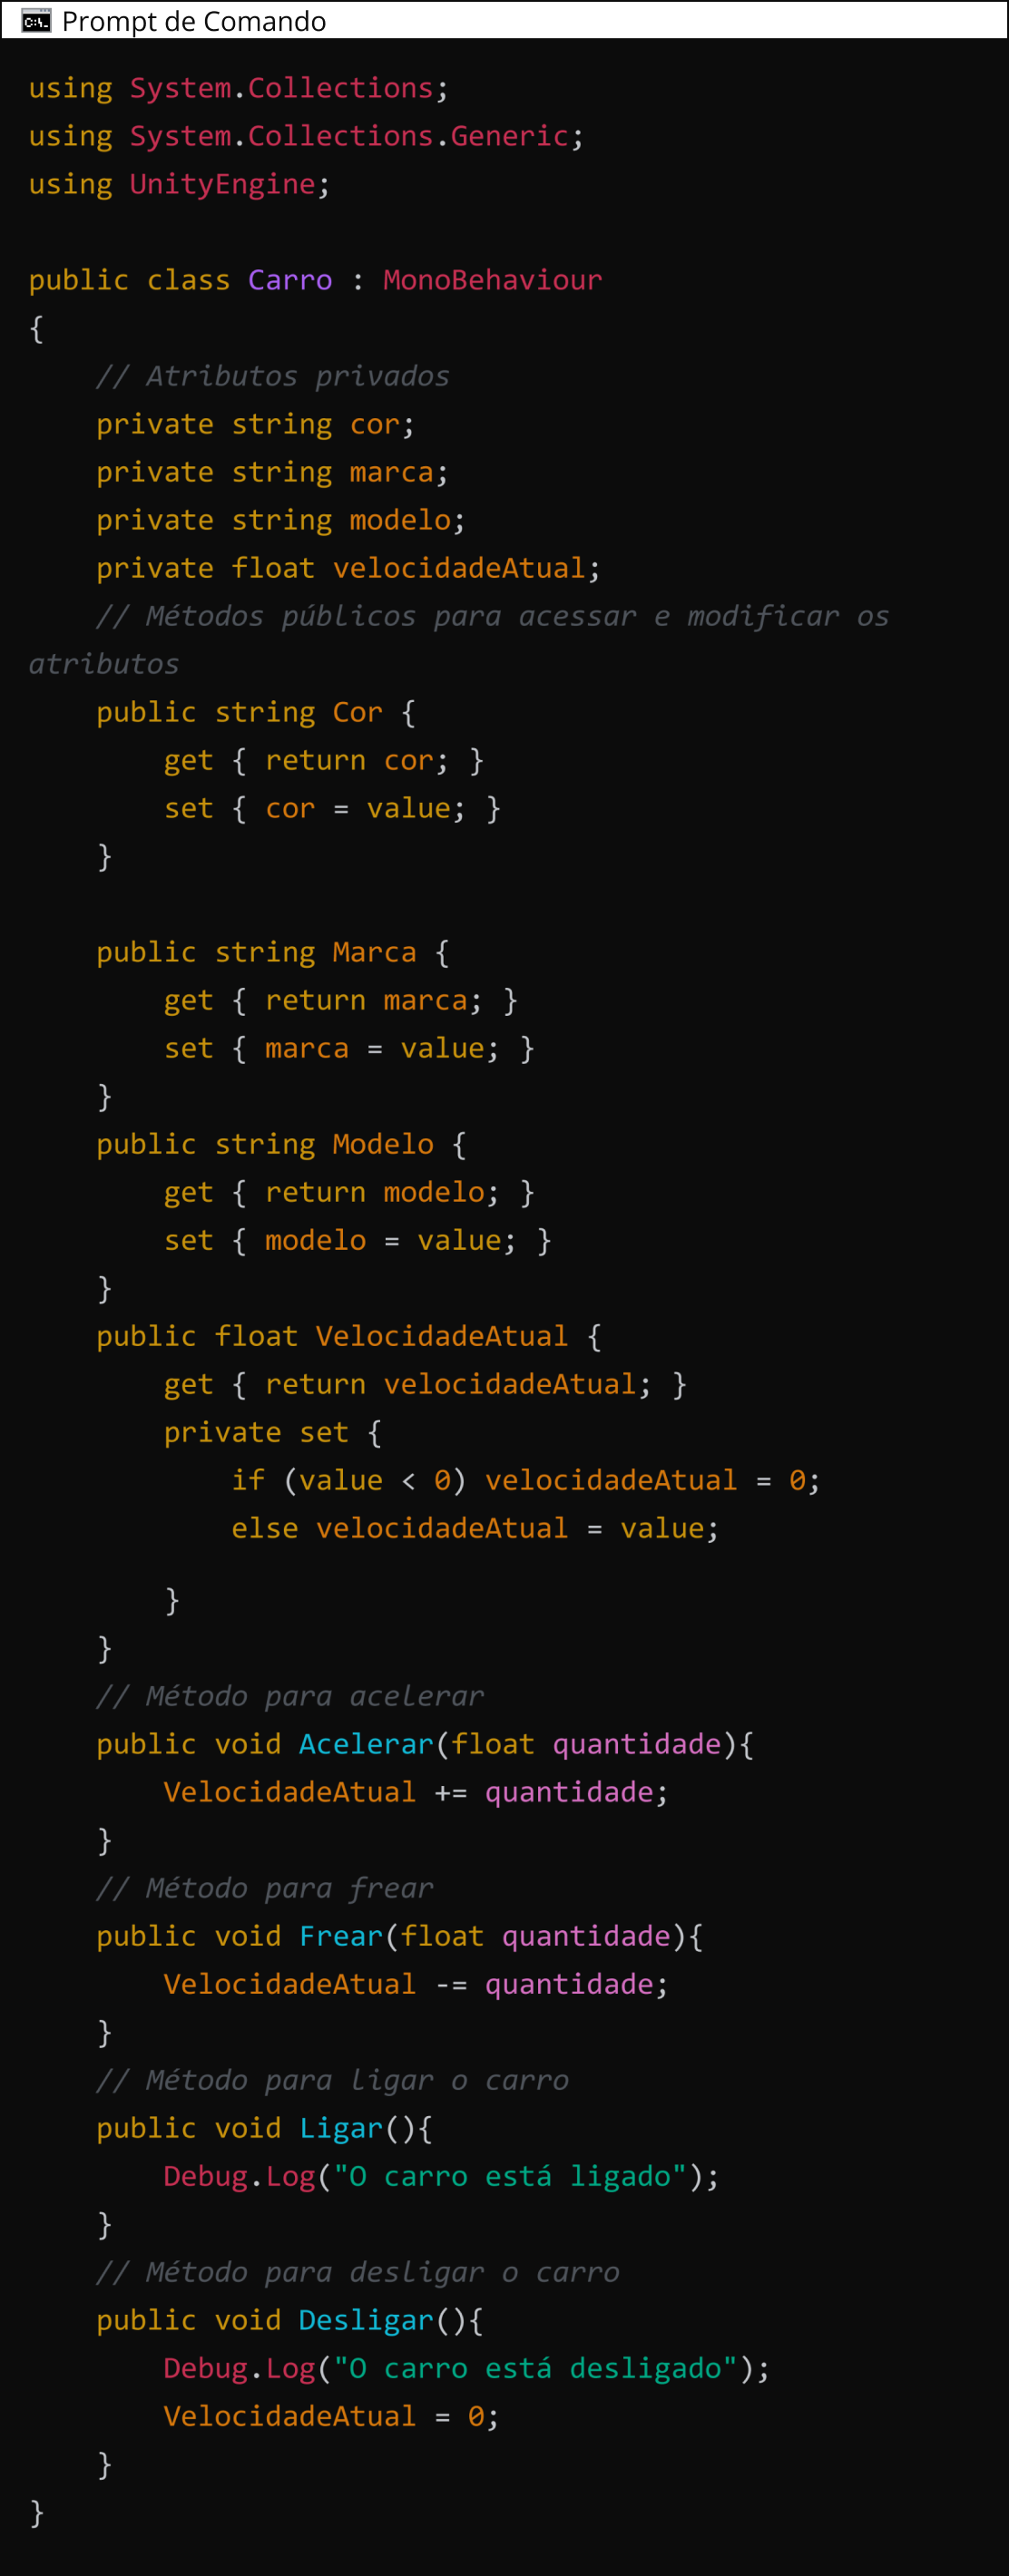 Prompt de Comando
using System.Collections;
using System.Collections.Generic;
using UnityEngine;
public class Carro : MonoBehaviour
{
// Atributos privados
private string cor;
private string marca;
private string modelo;
private float velocidadeAtual;
// Métodos públicos para acessar e modificar os
atributos
public string Cor {
get { return cor; }
set { cor = value; }
}
public string Marca {
get { return marca; }
set { marca = value; }
}
public string Modelo {
get { return modelo; }
set { modelo = value; }
}
public float VelocidadeAtual {
get { return velocidadeAtual; }
private set {
if (value < 0) velocidadeAtual = 0;
else velocidadeAtual = value;
}
}
// Método para acelerar
public void Acelerar(float quantidade){
VelocidadeAtual += quantidade;
}
// Método para frear
public void Frear(float quantidade){
VelocidadeAtual -= quantidade;
}
// Método para ligar o carro
public void Ligar(){
Debug.Log("O carro está ligado");
}
// Método para desligar o carro
public void Desligar(){
Debug.Log("O carro está desligado");
VelocidadeAtual = 0;
}
}